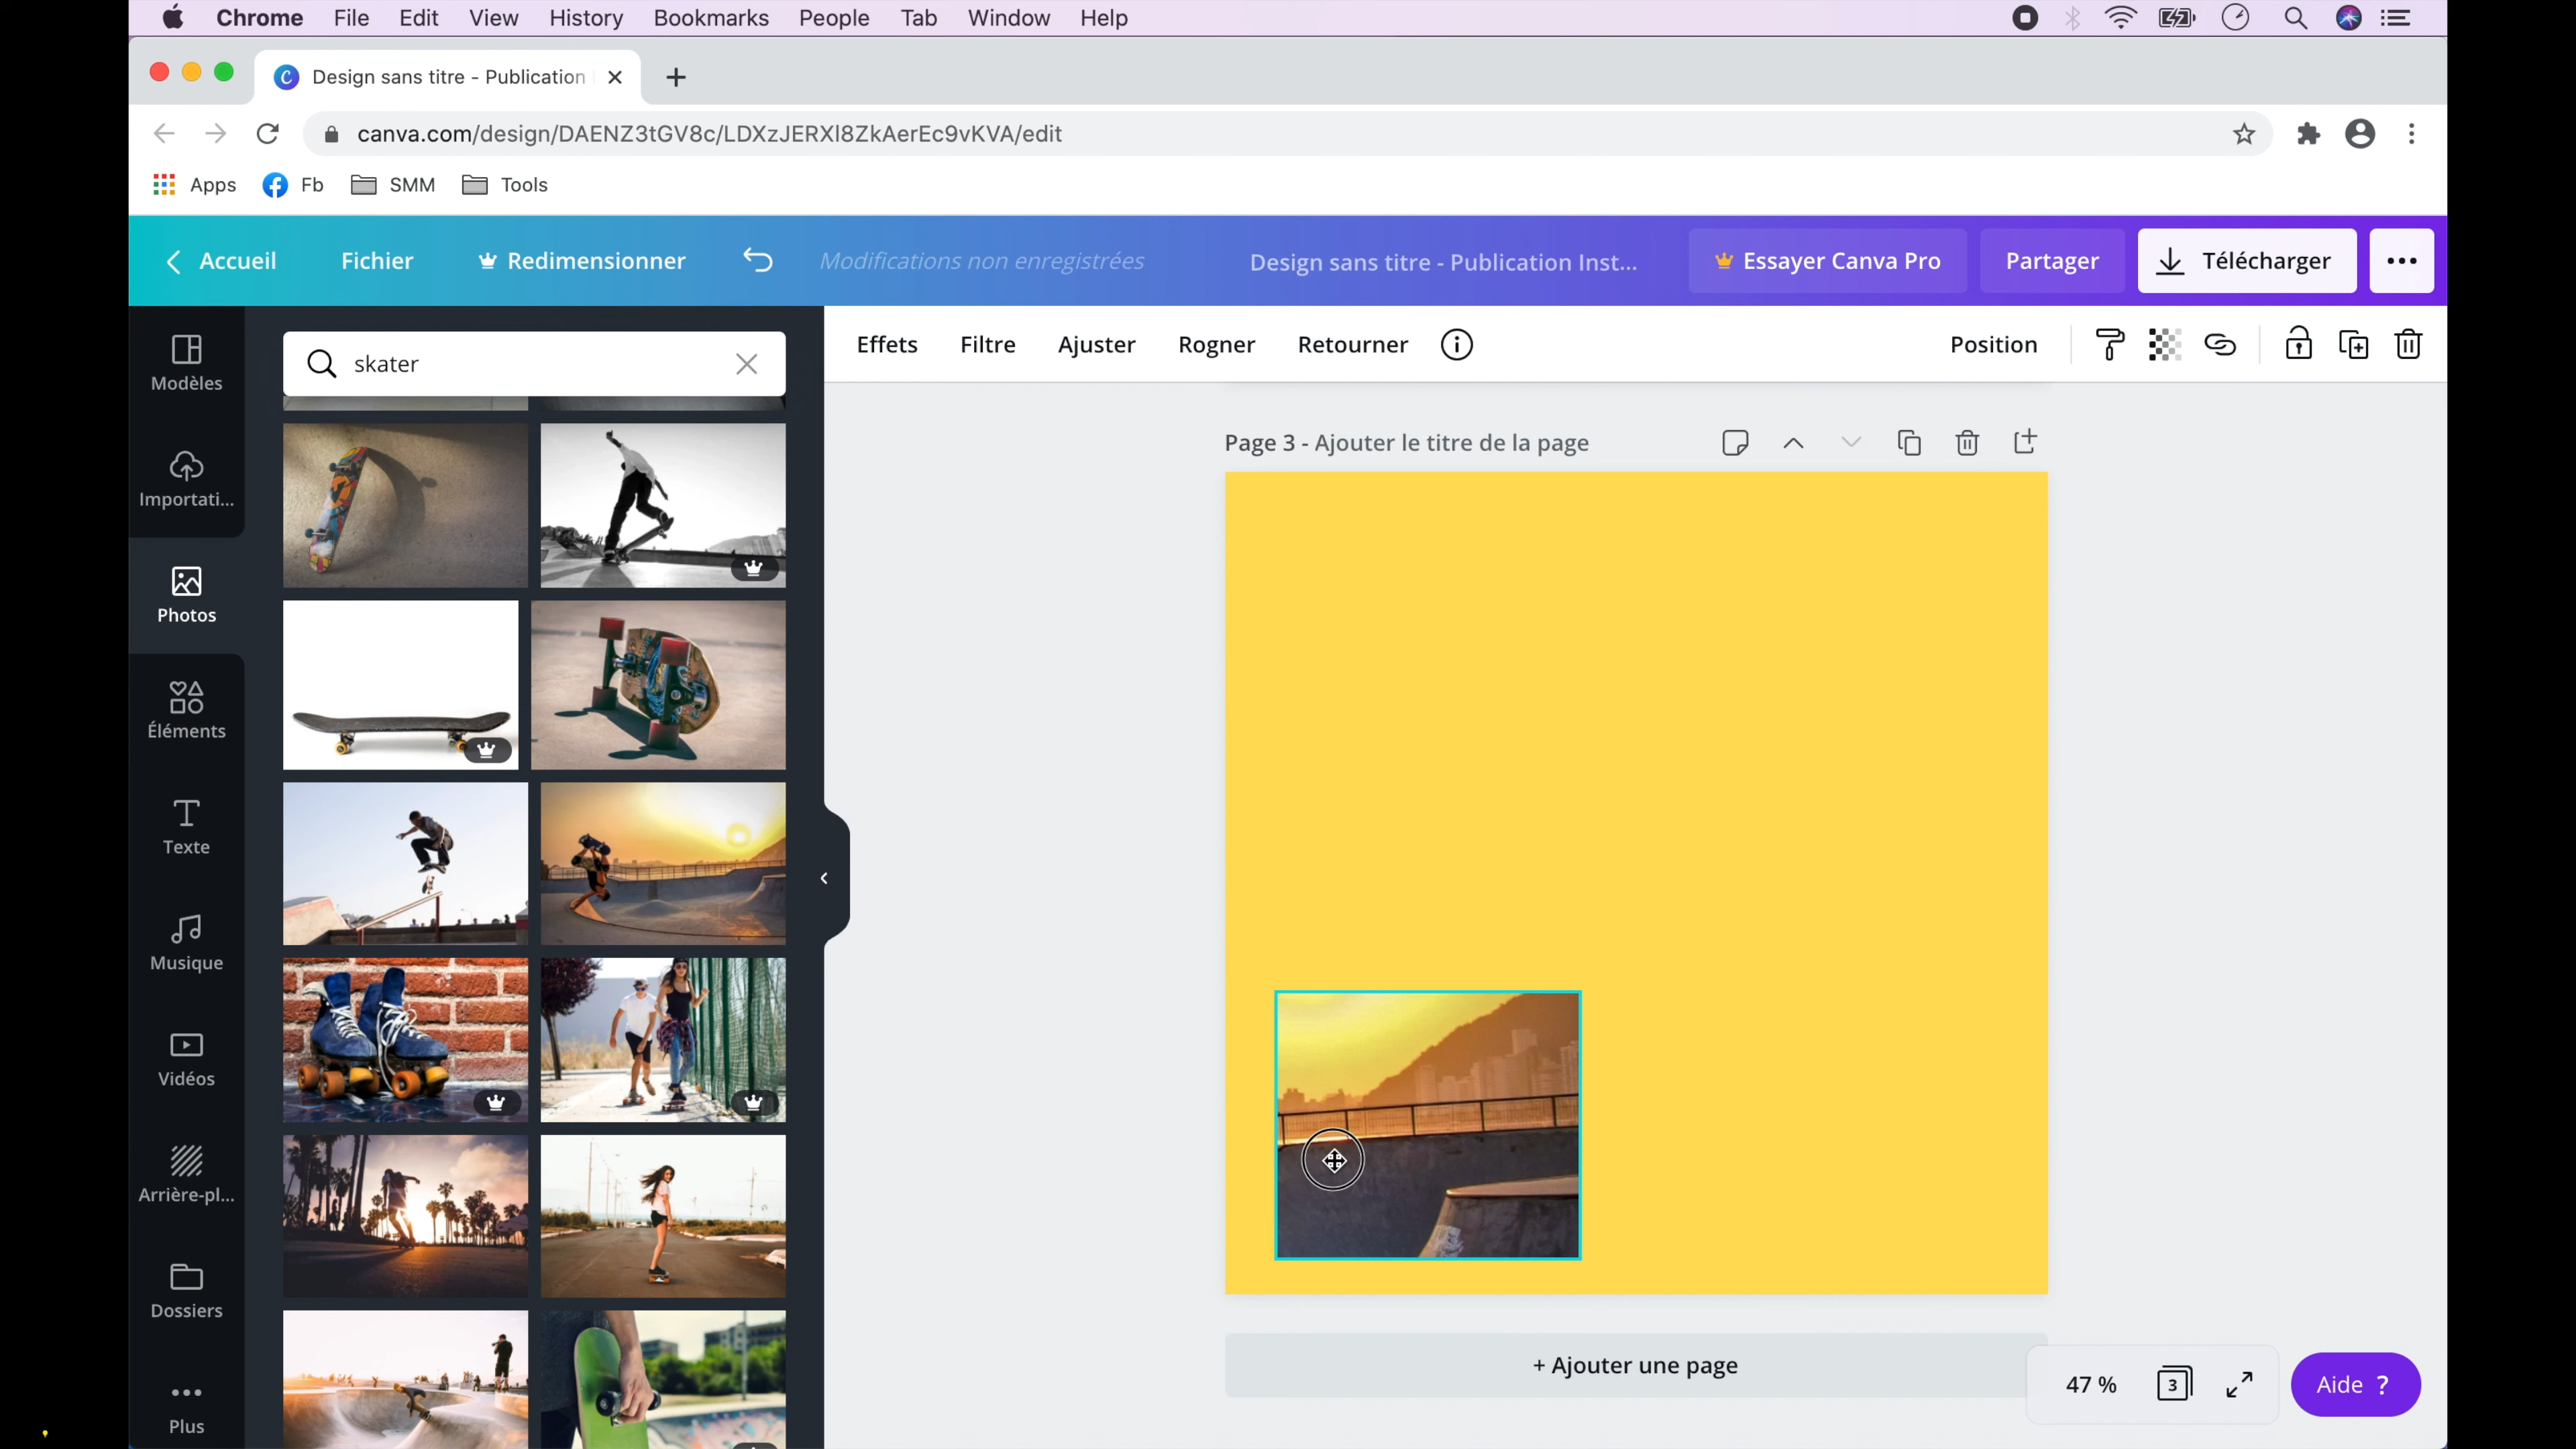 Chrome File Edit View History Bookmarks People Tab Window Help
Design sans titre - Publication
canva.com/design/DAENZ3tGV8c/LDXzJERXl8ZkAerEc9vKVA/edit
Apps Fb SMM Tools
Accueil Fichier Redimensionner Modifications non enregistrées Design sans titre - Publication Inst... Essayer Canva Pro Partager Télécharger
skater
Effets Filtre Ajuster Rogner Retourner Position
Modèles
Importati...
Photos
Éléments
Texte
Musique
Vidéos
Arrière-pl...
Dossiers
Plus
Page 3 - Ajouter le titre de la page
+ Ajouter une page
47 % 3 Aide ?